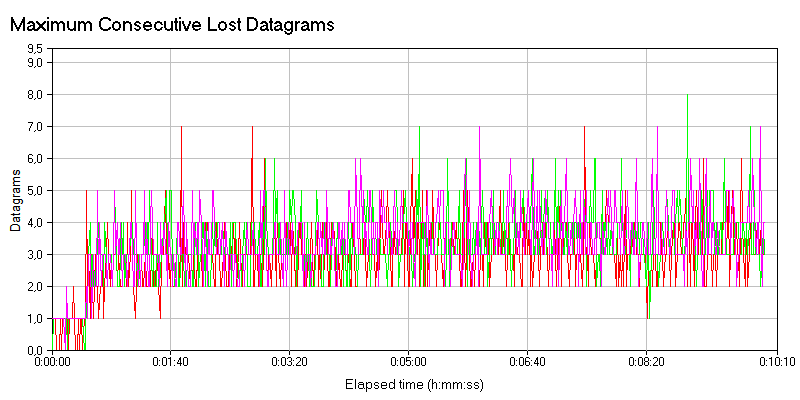 Maximum Consecutive Lost Datagrams
9,5
9,0
8,0
7,0
6,0
5,0
4,0
3,0
2,0
1,0
0,0
Datagrams
0:00:00 0:01:40 0:03:20 0:05:00 0:06:40 0:08:20 0:10:10
Elapsed time (h:mm:ss)